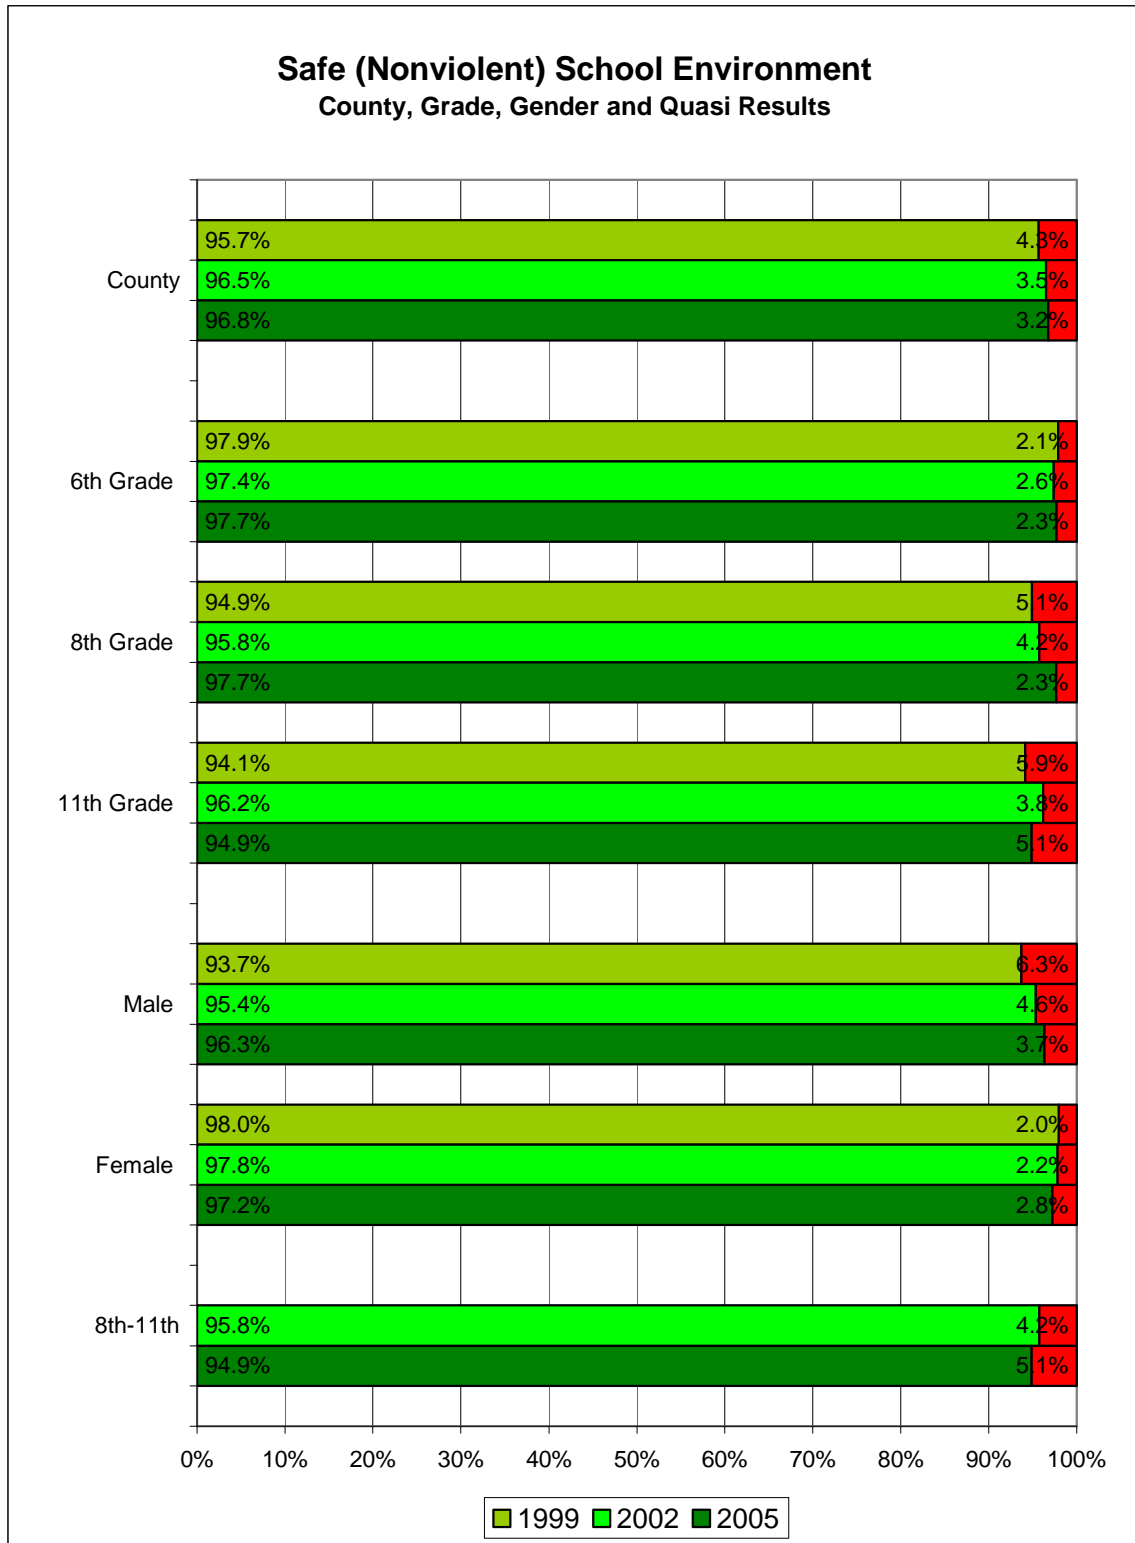 Safe (Nonviolent) School Environment
County, Grade, Gender and Quasi Results
95.7% 4.3%
County 96.5% 3.5%
96.8% 3.2%
97.9% 2.1%
6th Grade 97.4% 2.6%
97.7% 2.3%
94.9% 5.1%
8th Grade 95.8% 4.2%
97.7% 2.3%
94.1% 5.9%
11th Grade 96.2% 3.8%
94.9% 5.1%
93.7% 6.3%
Male 95.4% 4.6%
96.3% 3.7%
98.0% 2.0%
Female 97.8% 2.2%
97.2% 2.8%
8th-11th 95.8% 4.2%
94.9% 5.1%
0% 10% 20% 30% 40% 50% 60% 70% 80% 90% 100%
1999 2002 2005